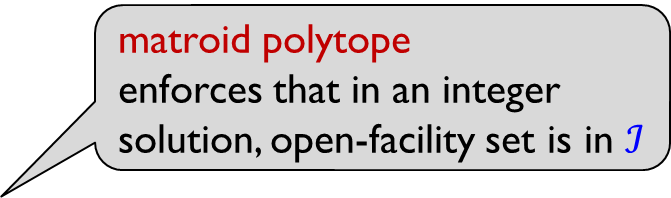 matroid polytope
enforces that in an integer
solution, open-facility set is in ℐ